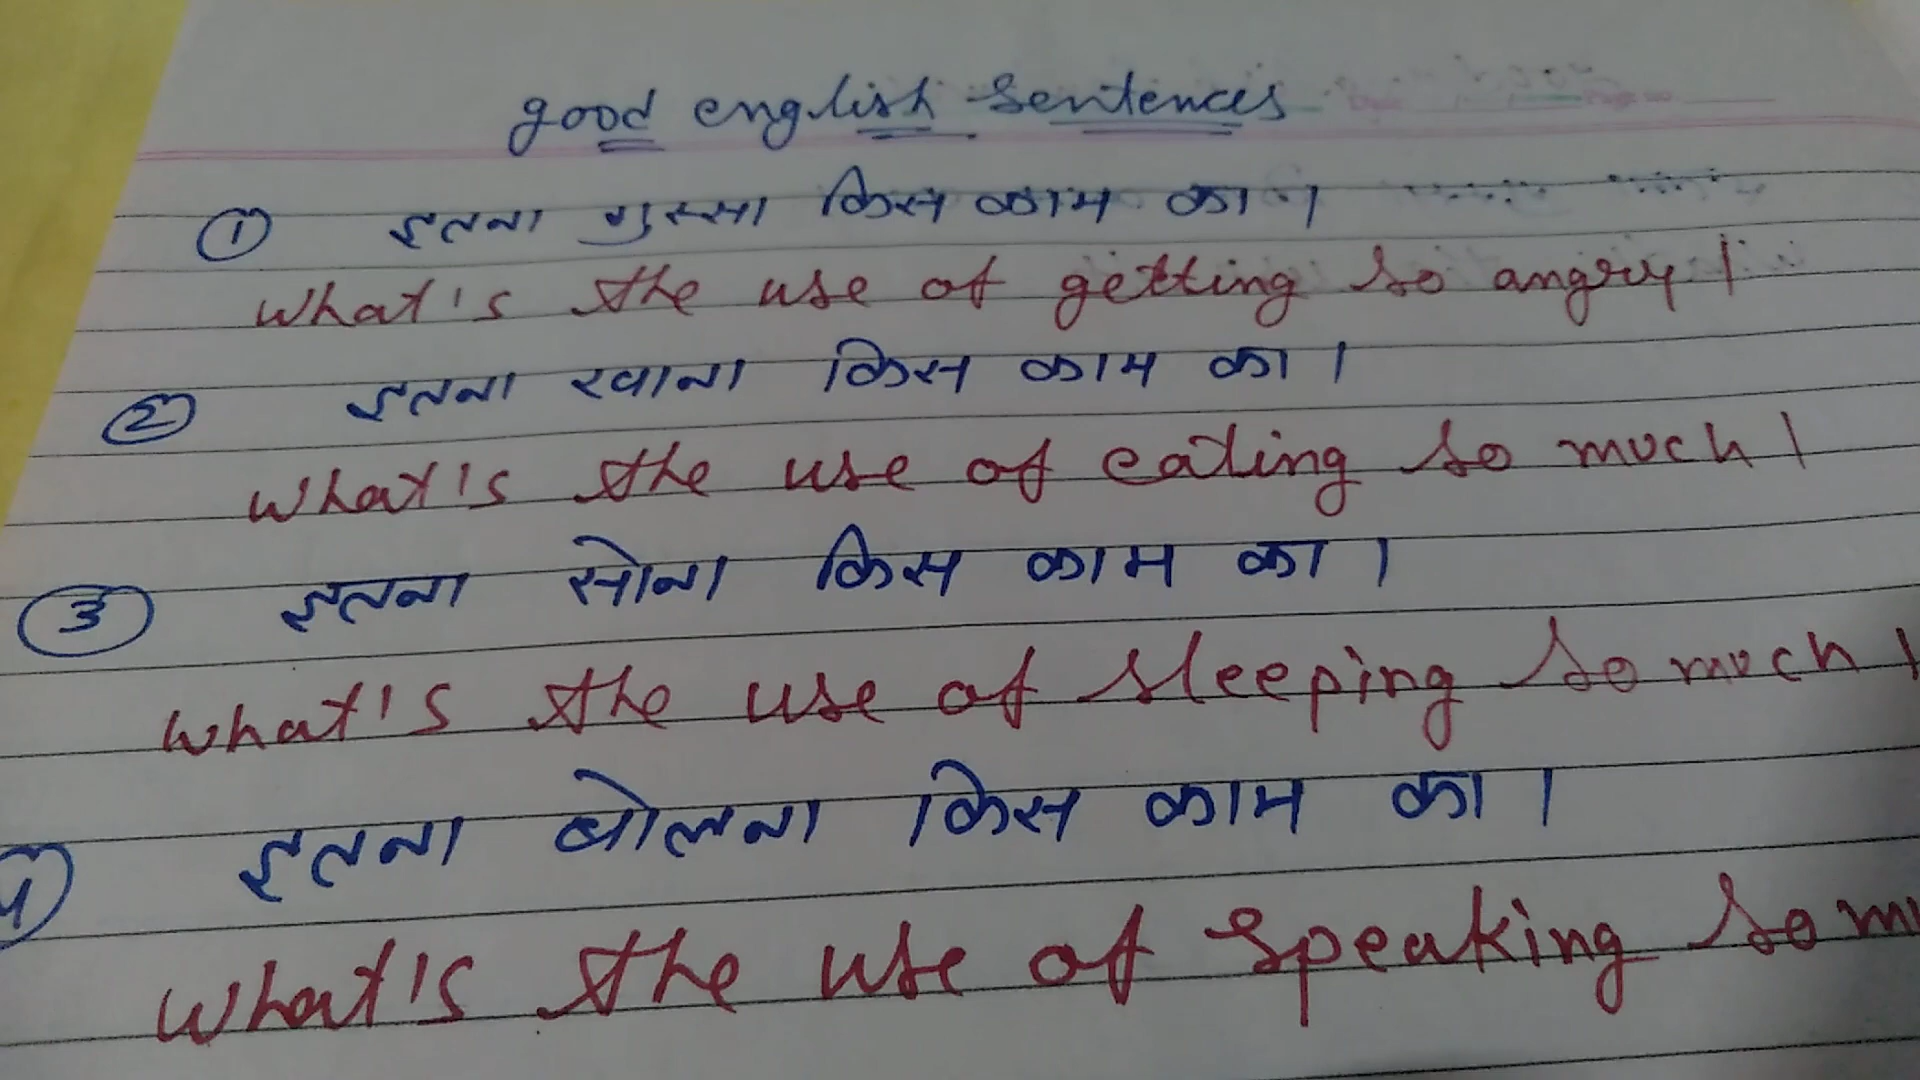 good english sentences
① इतना गुस्सा किस काम का ।
What's the use of getting so angry ।
② इतना खाना किस काम का ।
What's the use of eating so much ।
③ इतना सोना किस काम का ।
What's the use of sleeping so much ।
④ इतना बोलना किस काम का ।
What's the use of speaking so